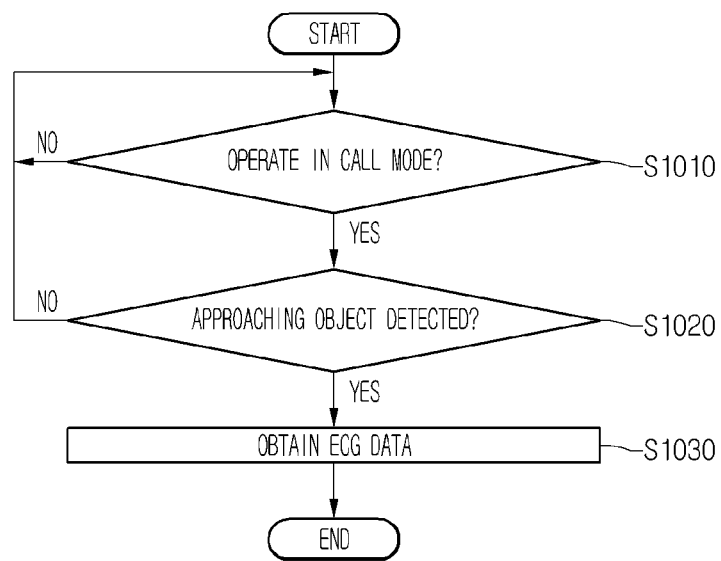 START
NO
OPERATE IN CALL MODE?
S1010
YES
NO
APPROACHING OBJECT DETECTED?
S1020
YES
OBTAIN ECG DATA
S1030
END